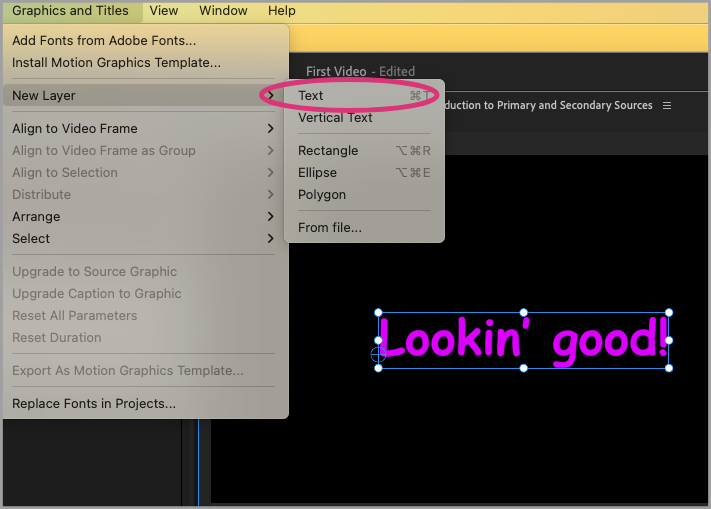 Graphics and Titles View Window Help
Add Fonts from Adobe Fonts...
Install Motion Graphics Template...
New Layer
Align to Video Frame
Align to Video Frame as Group
Align to Selection
Distribute
Arrange
Select
Upgrade to Source Graphic
Upgrade Caption to Graphic
Reset All Parameters
Reset Duration
Export As Motion Graphics Template...
Replace Fonts in Projects...
First Video - Edited
Text ⌘T
Vertical Text
Rectangle ⌥⌘R
Ellipse ⌥⌘E
Polygon
From file...
to Primary and Secondary Sources
Lookin' good!